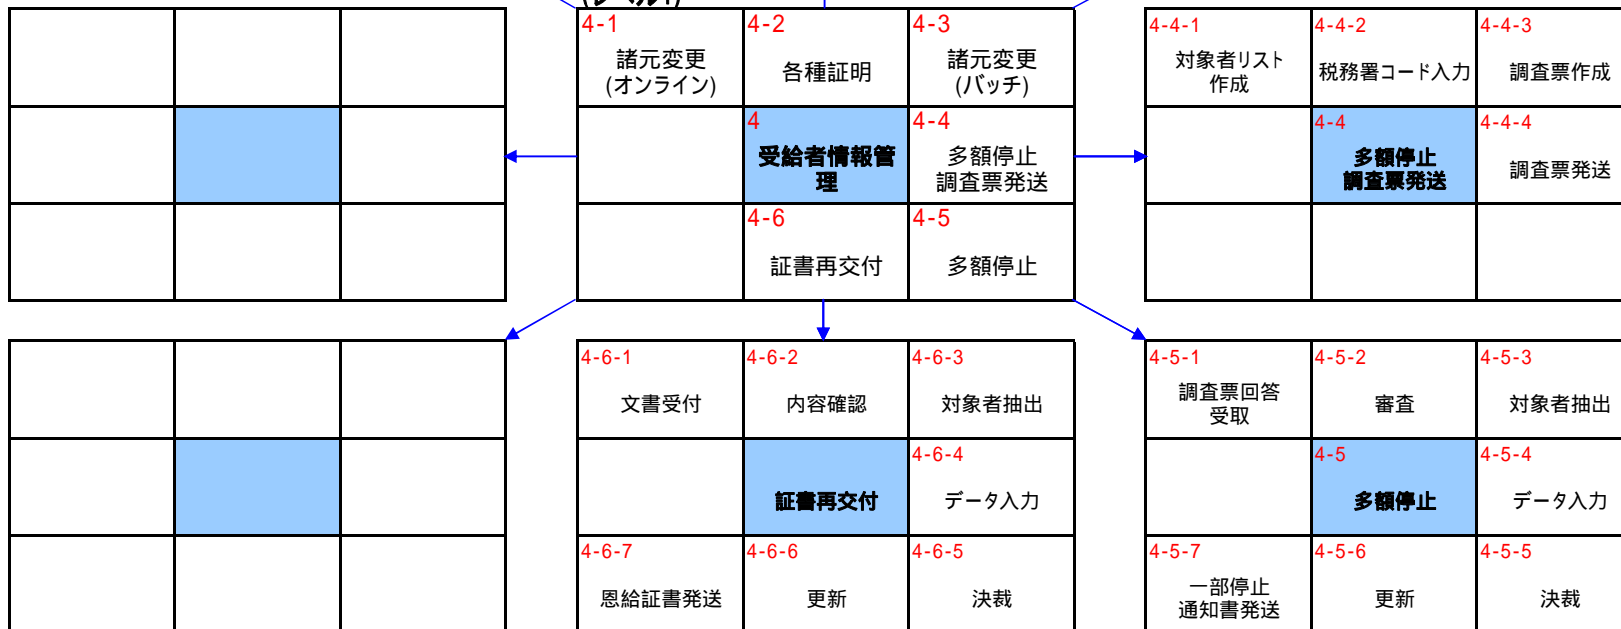 (レベル1)
4-1
諸元変更
(オンライン)
4-2
各種証明
4-3
諸元変更
(バッチ)
4
受給者情報管
理
4-4
多額停止
調査票発送
4-6
証書再交付
4-5
多額停止
4-4-1
対象者リスト
作成
4-4-2
税務署コード入力
4-4-3
調査票作成
4-4
多額停止
調査票発送
4-4-4
調査票発送
4-6-1
文書受付
4-6-2
内容確認
4-6-3
対象者抽出
証書再交付
4-6-4
データ入力
4-6-7
恩給証書発送
4-6-6
更新
4-6-5
決裁
4-5-1
調査票回答
受取
4-5-2
審査
4-5-3
対象者抽出
4-5
多額停止
4-5-4
データ入力
4-5-7
一部停止
通知書発送
4-5-6
更新
4-5-5
決裁